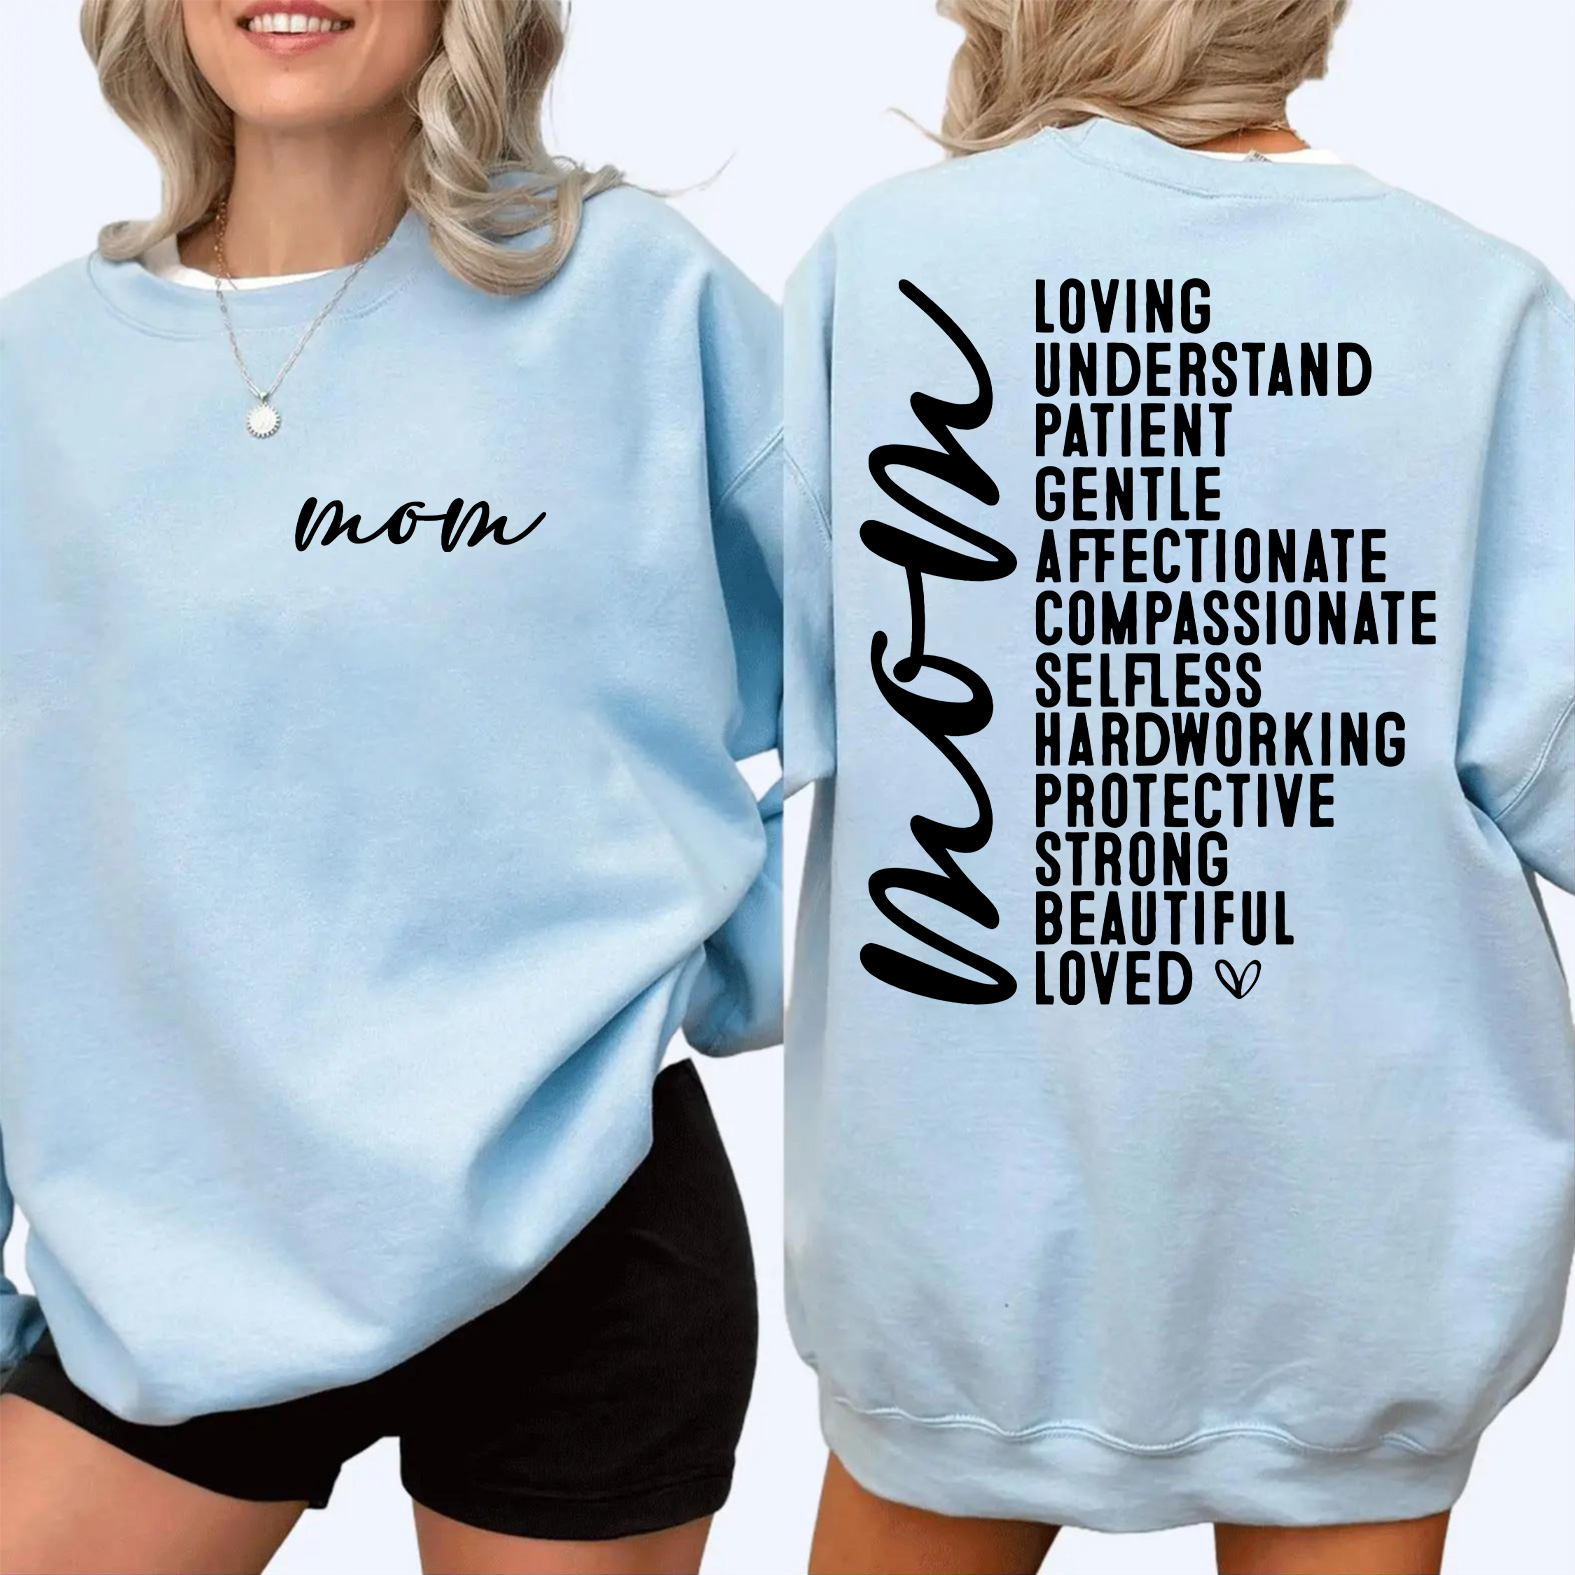 mom
mom
LOVING
UNDERSTAND
PATIENT
GENTLE
AFFECTIONATE
COMPASSIONATE
SELFLESS
HARDWORKING
PROTECTIVE
STRONG
BEAUTIFUL
LOVED